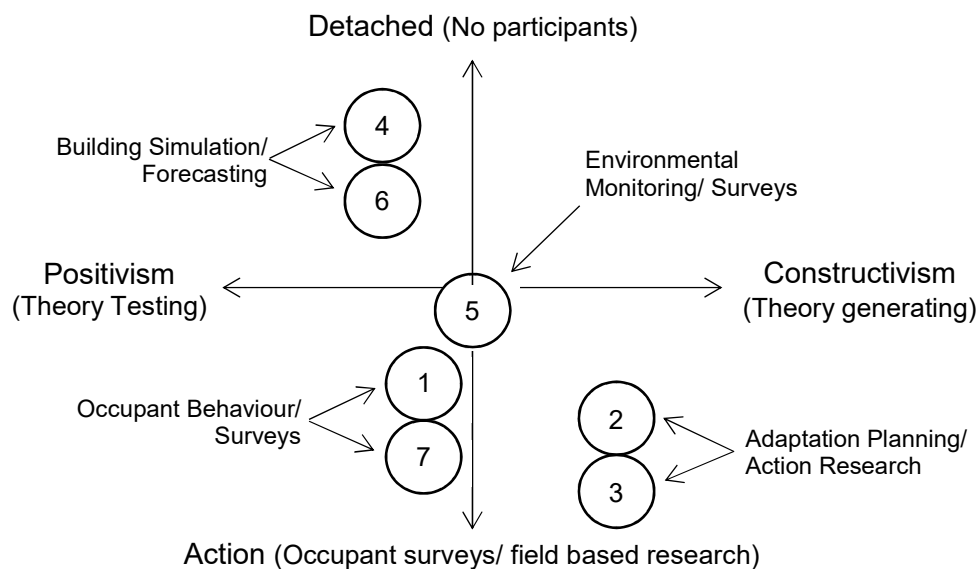 Detached (No participants)
4
Building Simulation/
Forecasting
6
Environmental
Monitoring/ Surveys
Positivism
(Theory Testing)
5
Constructivism
(Theory generating)
1
Occupant Behaviour/
Surveys
7
2
Adaptation Planning/
Action Research
3
Action (Occupant surveys/ field based research)